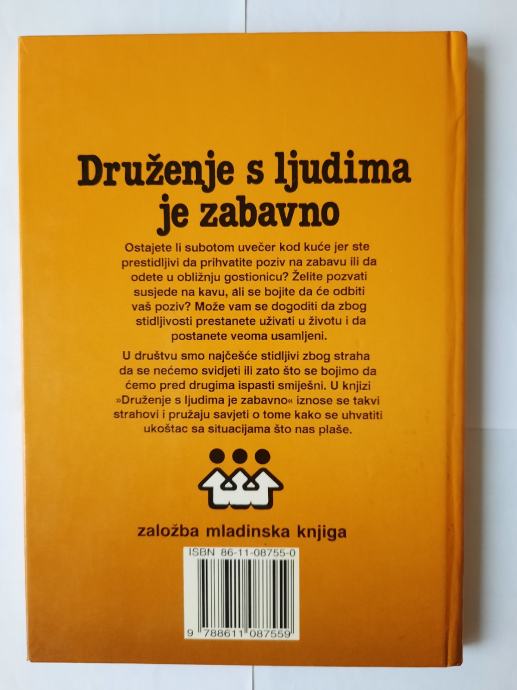 Druženje s ljudima
je zabavno
Ostajete li subotom uvečer kod kuće jer ste
prestidljivi da prihvatite poziv na zabavu ili da
odete u obližnju gostionicu? Želite pozvati
susjede na kavu, ali se bojite da će odbiti
vaš poziv? Može vam se dogoditi da zbog
stidljivosti prestanete uživati u životu i da
postanete veoma usamljeni.
U društvu smo najčešće stidljivi zbog straha
da se nećemo svidjeti ili zato što se bojimo da
ćemo pred drugima ispasti smiješni. U knjizi
»Druženje s ljudima je zabavno« iznose se takvi
strahovi i pružaju savjeti o tome kako se uhvatiti
ukoštac sa situacijama što nas plaše.
založba mladinska knjiga
ISBN 86-11-08755-0
9 788611 087559